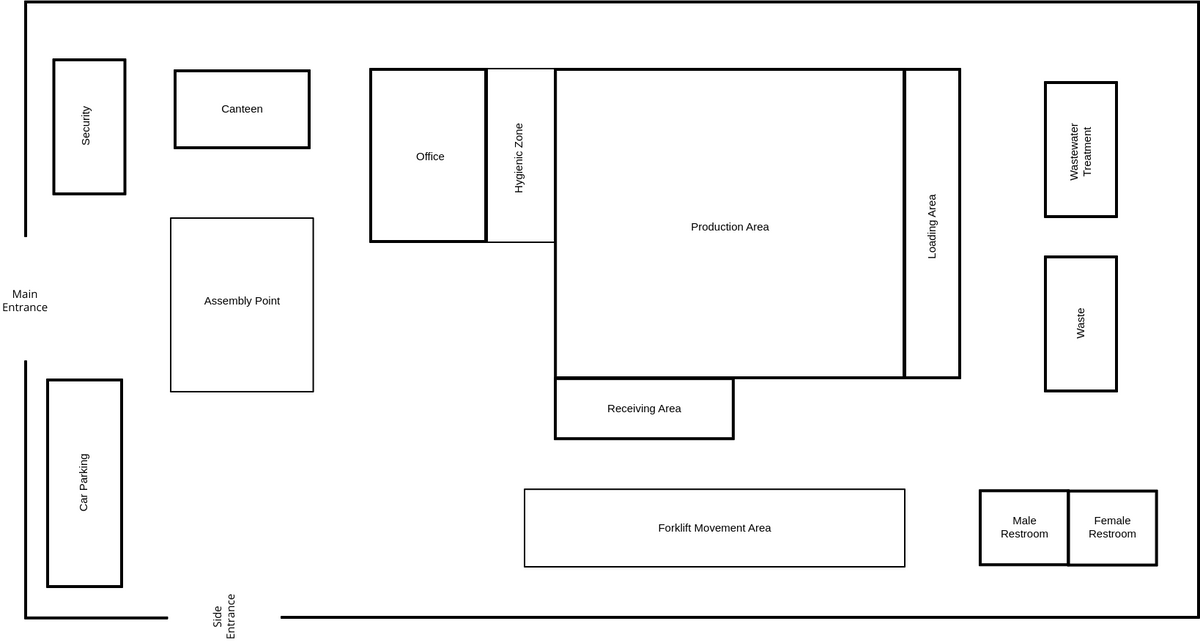 Security
Canteen
Office
Hygienic Zone
Production Area
Loading Area
Wastewater
Treatment
Main
Entrance
Assembly Point
Waste
Car Parking
Receiving Area
Forklift Movement Area
Male
Restroom
Female
Restroom
Side
Entrance